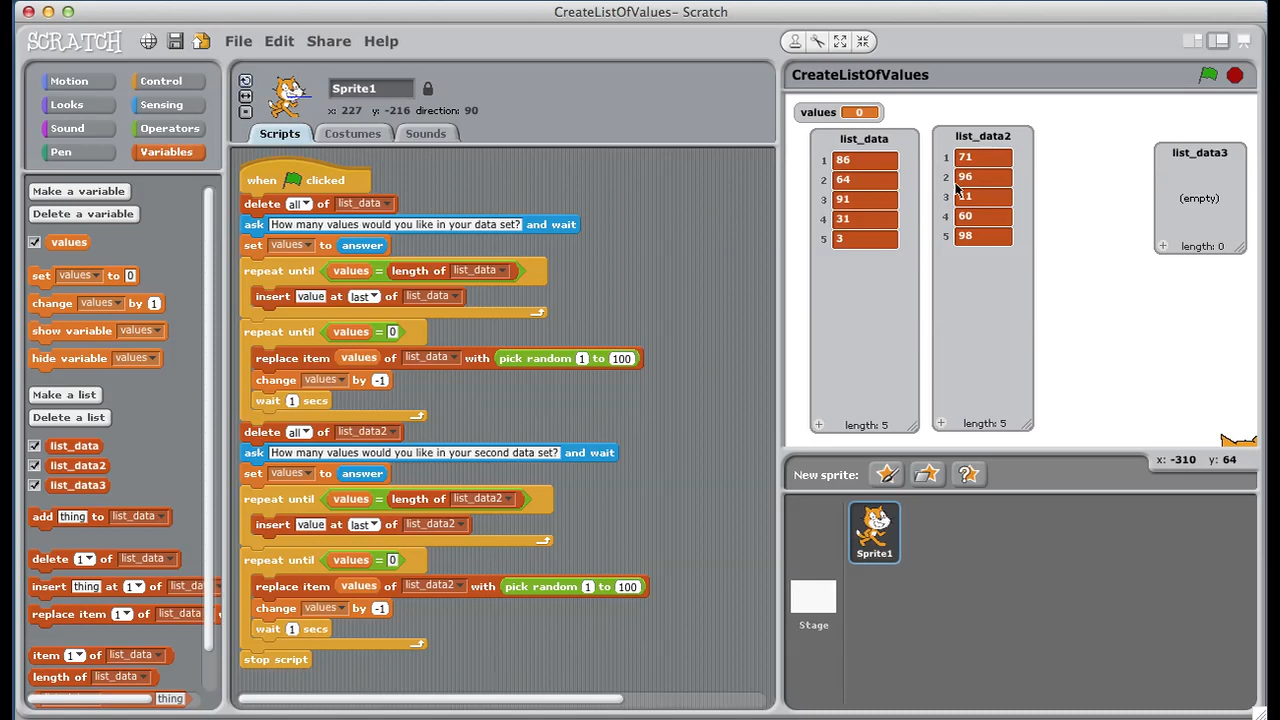 CreateListOfValues- Scratch
SCRATCH File Edit Share Help
Motion Control
Looks Sensing
Sound Operators
Pen Variables
Make a variable
Delete a variable
values
set values to 0
change values by 1
show variable values
hide variable values
Make a list
Delete a list
list_data
list_data2
list_data3
add thing to list_data
delete 1 of list_data
insert thing at 1 of
replace item 1 of list_data
item 1 of list_data
length of list_data
thing
Sprite1
x: 227 y: -216 direction: 90
Scripts Costumes Sounds
when clicked
delete all of list_data
ask How many values would you like in your data set? and wait
set values to answer
repeat until values = length of list_data
insert value at last of list_data
repeat until values = 0
replace item values of list_data with pick random 1 to 100
change values by -1
wait 1 secs
delete all of list_data2
ask How many values would you like in your second data set? and wait
set values to answer
repeat until values = length of list_data2
insert value at last of list_data2
repeat until values = 0
replace item values of list_data2 with pick random 1 to 100
change values by -1
wait 1 secs
stop script
CreateListOfValues
values 0
list_data
1 86
2 64
3 91
4 31
5 3
+ length: 5
list_data2
1 71
2 96
3
4 60
5 98
+ length: 5
list_data3
(empty)
+ length: 0
x: -310 y: 64
New sprite:
Sprite1
Stage